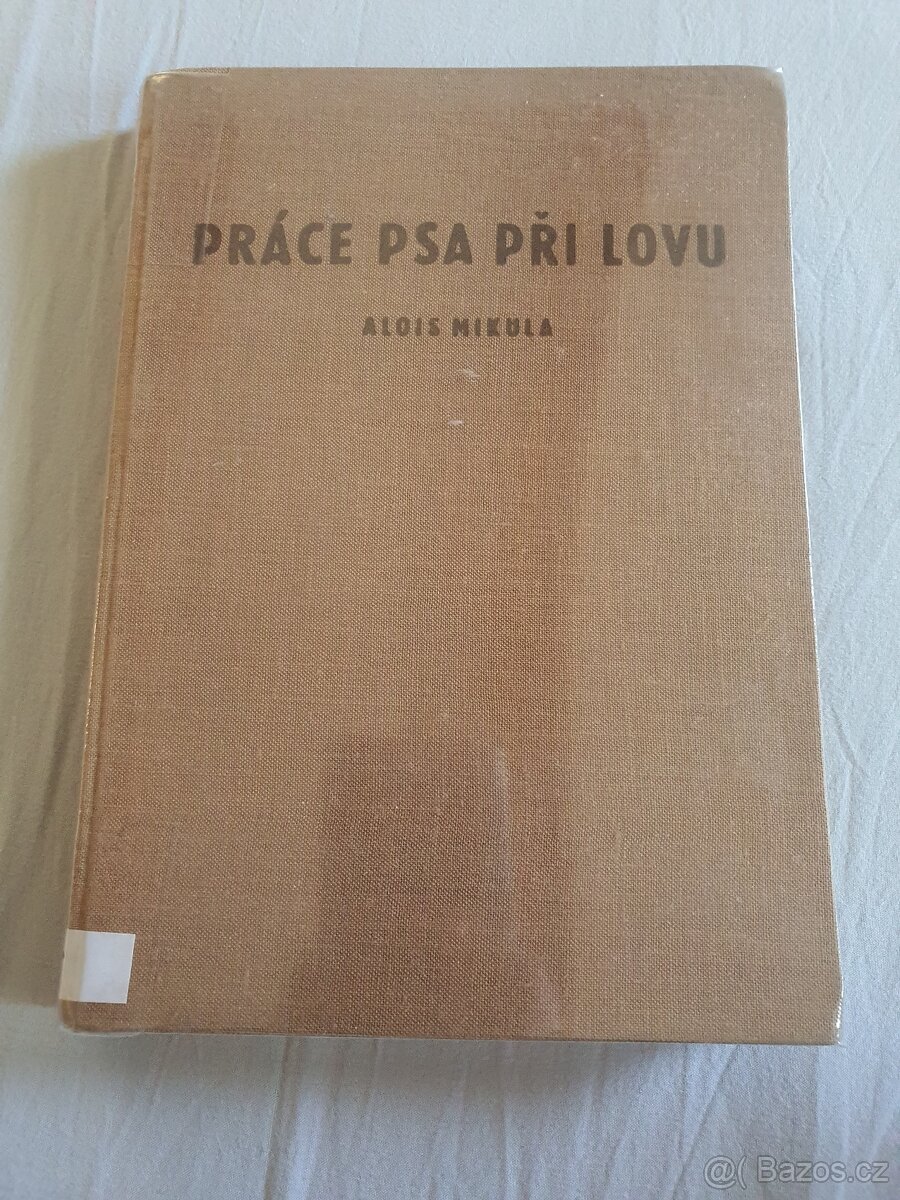 PRÁCE PSA PŘI LOVU
ALOIS MIKULA
@( Bazos.cz